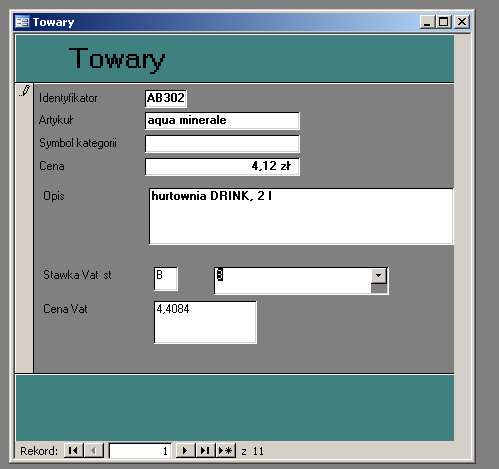 Towary
Towary
Identyfikator AB302
Artykuł aqua minerale
Symbol kategorii
Cena 4,12 zł
Opis hurtownia DRINK, 2 l
Stawka Vat st B B
Cena Vat 4,4084
Rekord: 1 z 11